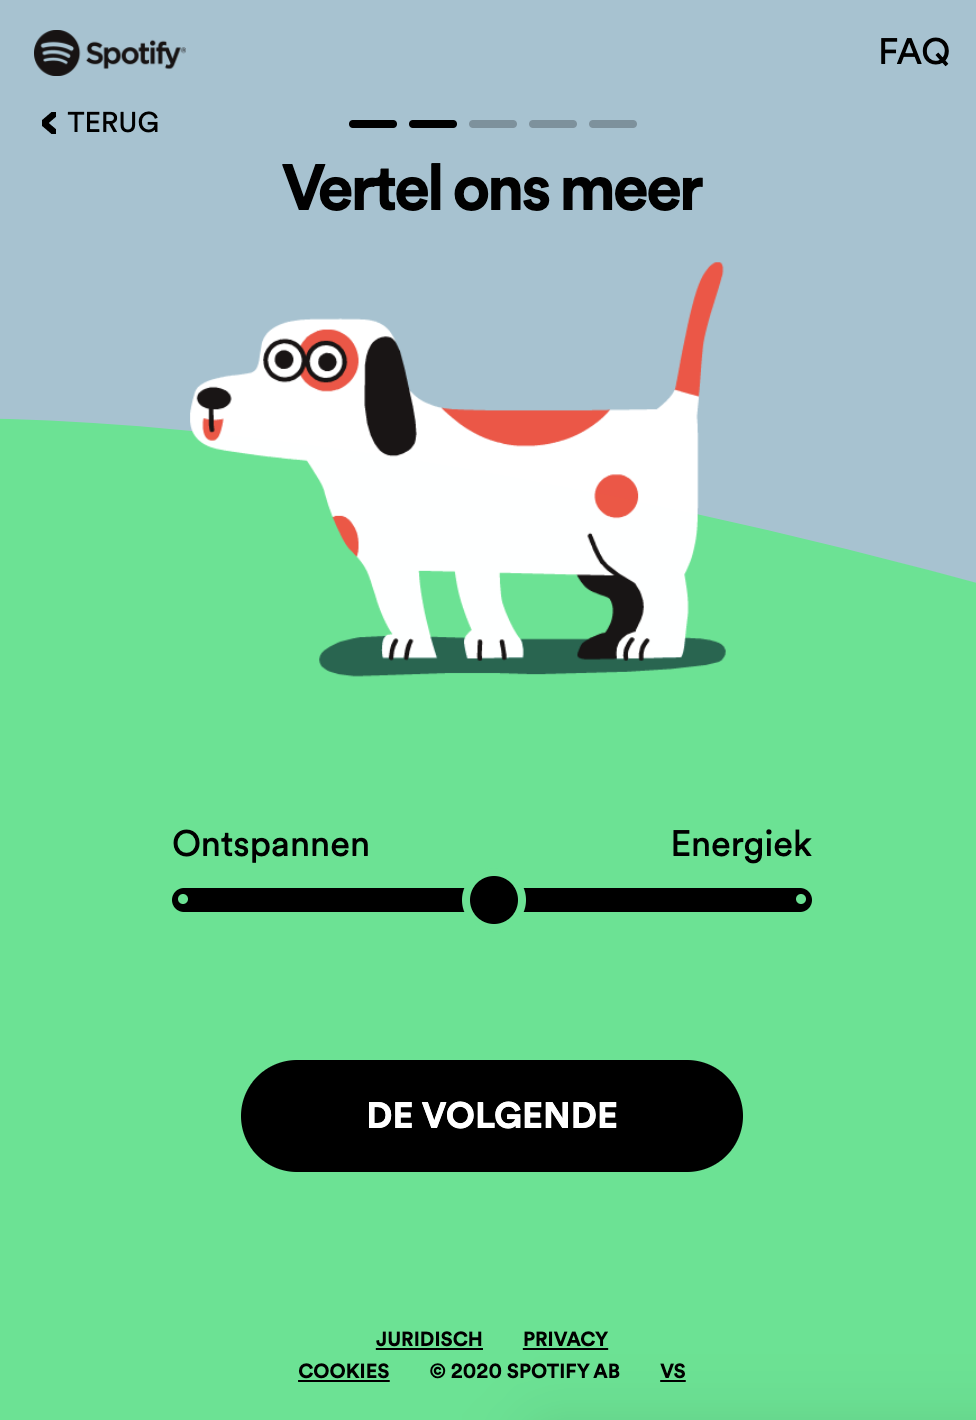 Spotify®
FAQ
TERUG
Vertel ons meer
Ontspannen Energiek
DE VOLGENDE
JURIDISCH PRIVACY
COOKIES © 2020 SPOTIFY AB VS